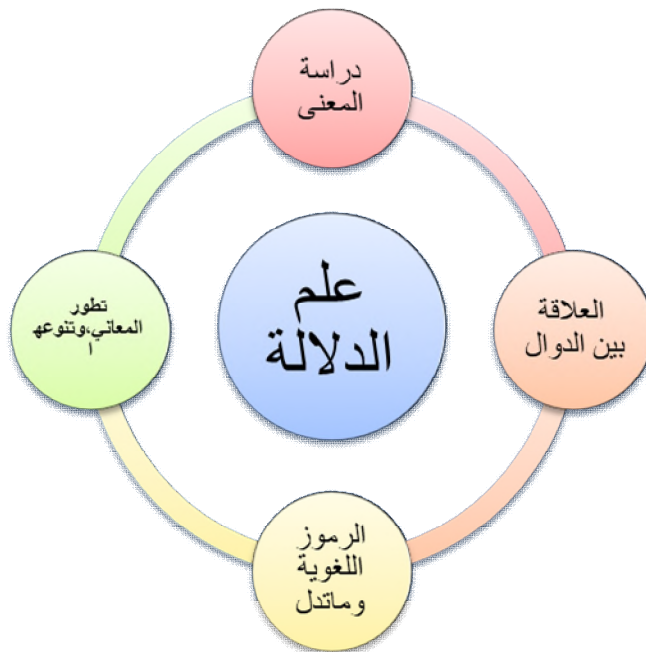 دراسة
المعنى
علم
الدلالة
العلاقة
بين الدوال
الرموز
اللغوية
وماتدل
تطور
المعاني،وتنوعه
ا